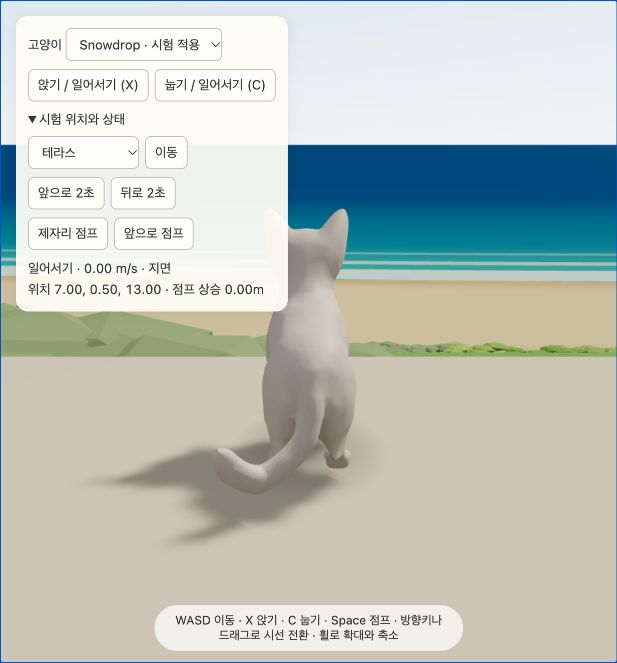 고양이 Snowdrop · 시험 적용
앉기 / 일어서기 (X) 눕기 / 일어서기 (C)
▼ 시험 위치와 상태
테라스 이동
앞으로 2초 뒤로 2초
제자리 점프 앞으로 점프
일어서기 · 0.00 m/s · 지면
위치 7.00, 0.50, 13.00 · 점프 상승 0.00m
WASD 이동 · X 앉기 · C 눕기 · Space 점프 · 방향키나
드래그로 시선 전환 · 휠로 확대와 축소